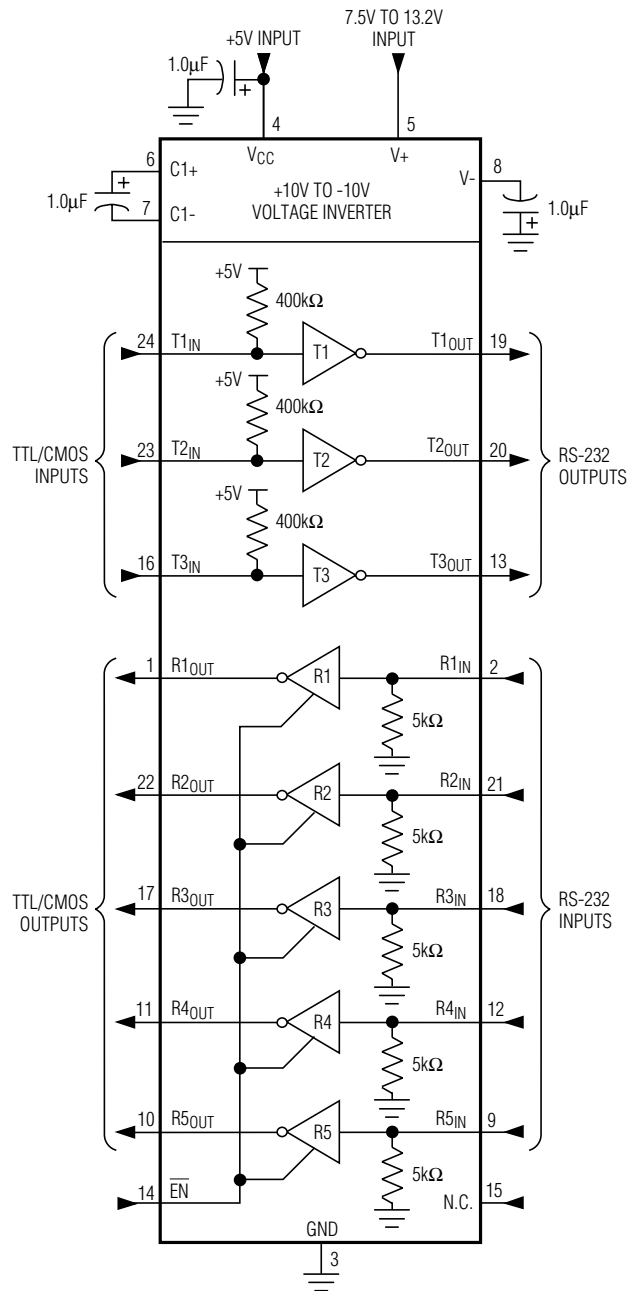 7.5V TO 13.2V
INPUT
+5V INPUT
1.0μF
+
4
5
VCC
V+
6
C1+
+
1.0μF
7
C1-
+10V TO -10V
VOLTAGE INVERTER
V-
8
1.0μF
+
+5V
400kΩ
24
T1IN
T1
T1OUT
19
+5V
400kΩ
23
T2IN
T2
T2OUT
20
TTL/CMOS
INPUTS
RS-232
OUTPUTS
+5V
400kΩ
16
T3IN
T3
T3OUT
13
1
R1OUT
R1
R1IN
2
5kΩ
22
R2OUT
R2
R2IN
21
5kΩ
TTL/CMOS
OUTPUTS
17
R3OUT
R3
R3IN
18
RS-232
INPUTS
5kΩ
11
R4OUT
R4
R4IN
12
5kΩ
10
R5OUT
R5
R5IN
9
5kΩ
14
EN
N.C.
15
GND
3